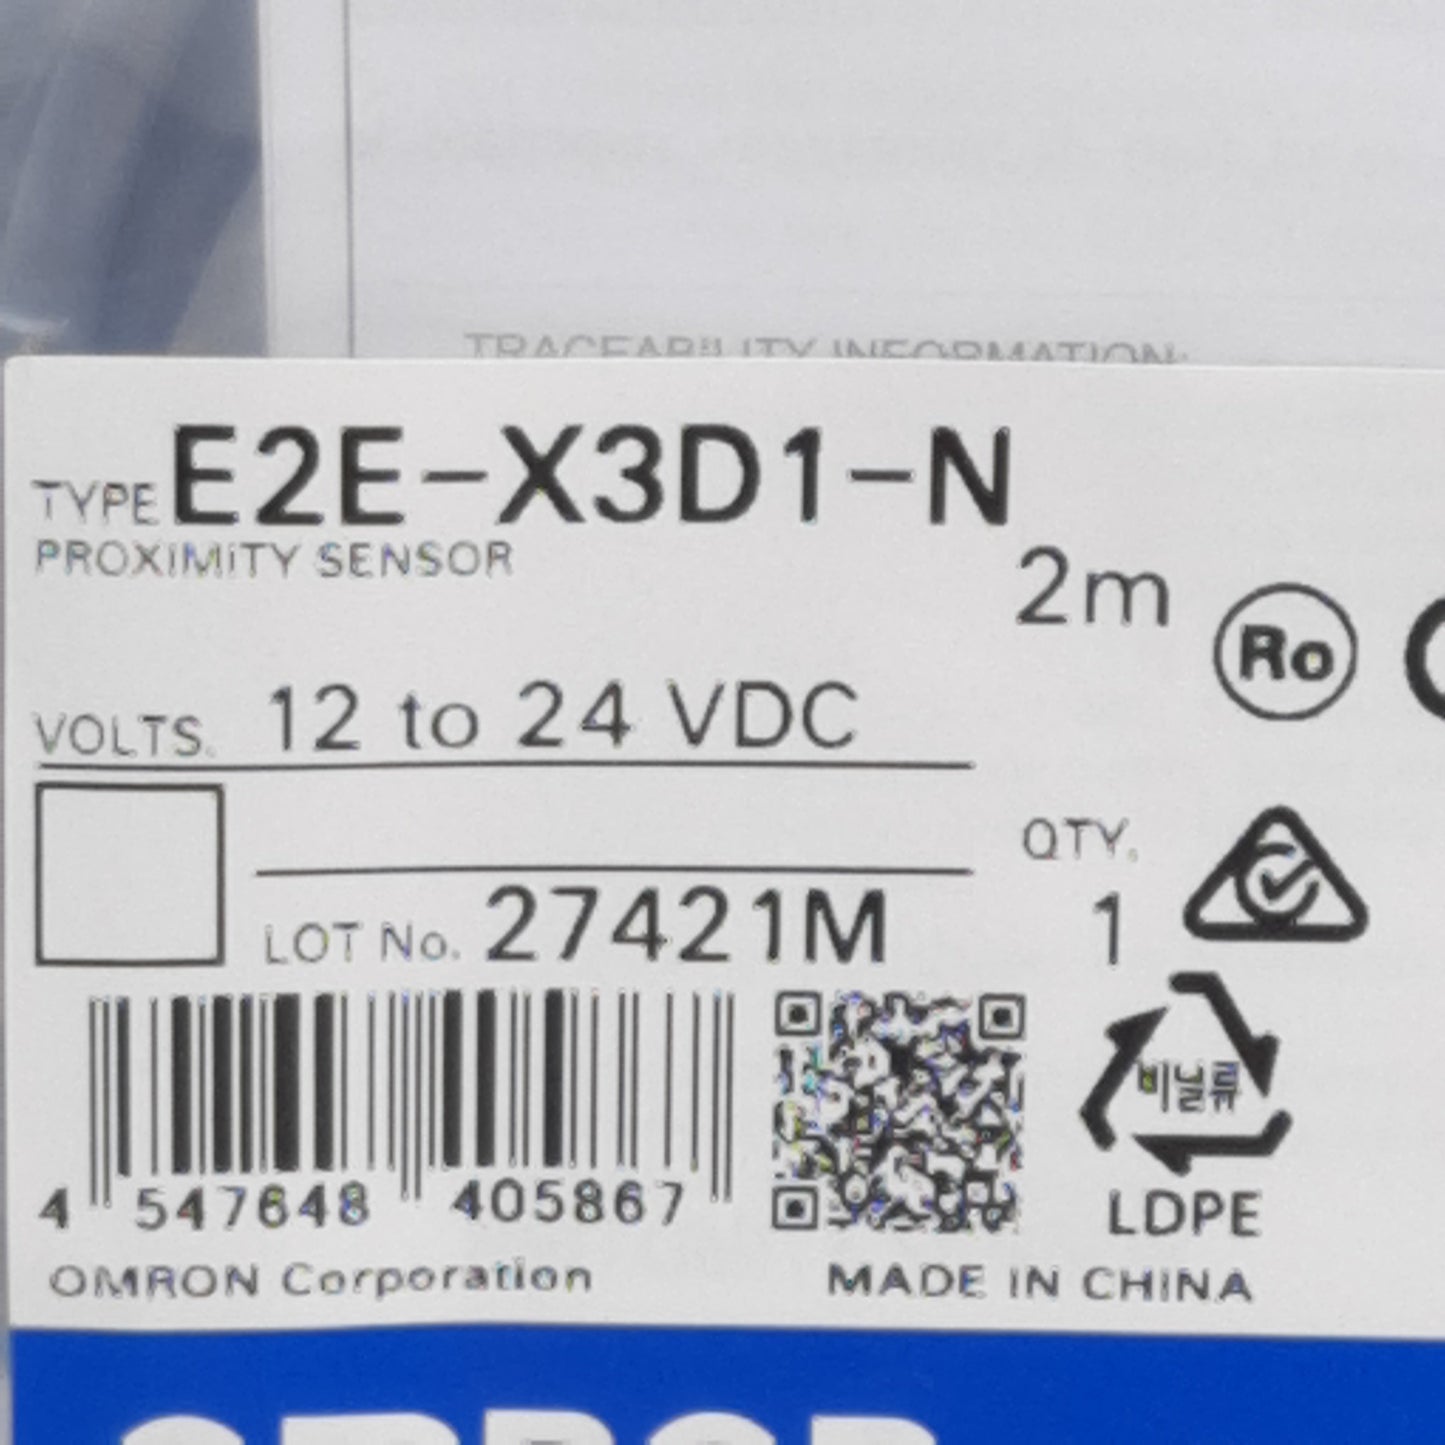 TRACEABILITY INFORMATION:
TYPE E2E-X3D1-N
PROXIMITY SENSOR
2m
Ro
VOLTS. 12 to 24 VDC
QTY.
1
LOT No. 27421M
비닐류
LDPE
4 547648 405867
OMRON Corporation
MADE IN CHINA